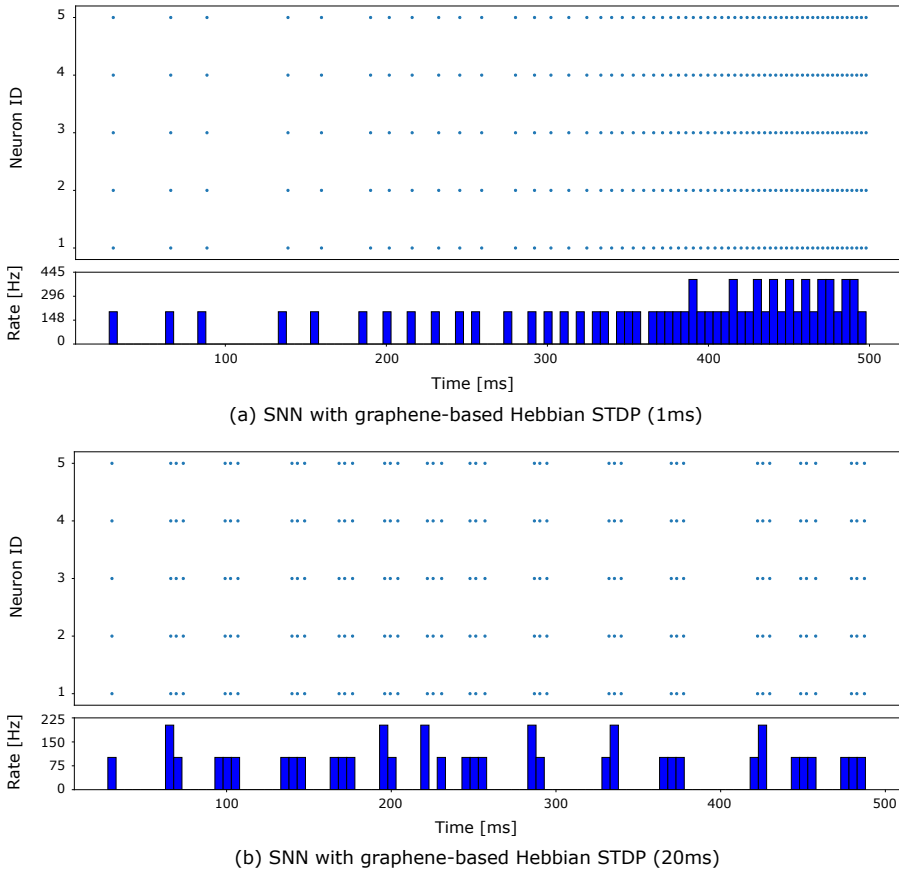 5
4
3
2
1
Neuron ID
445
296
148
0
Rate [Hz]
100 200 300 400 500
Time [ms]
(a) SNN with graphene-based Hebbian STDP (1ms)
5
4
3
2
1
Neuron ID
225
150
75
0
Rate [Hz]
100 200 300 400 500
Time [ms]
(b) SNN with graphene-based Hebbian STDP (20ms)